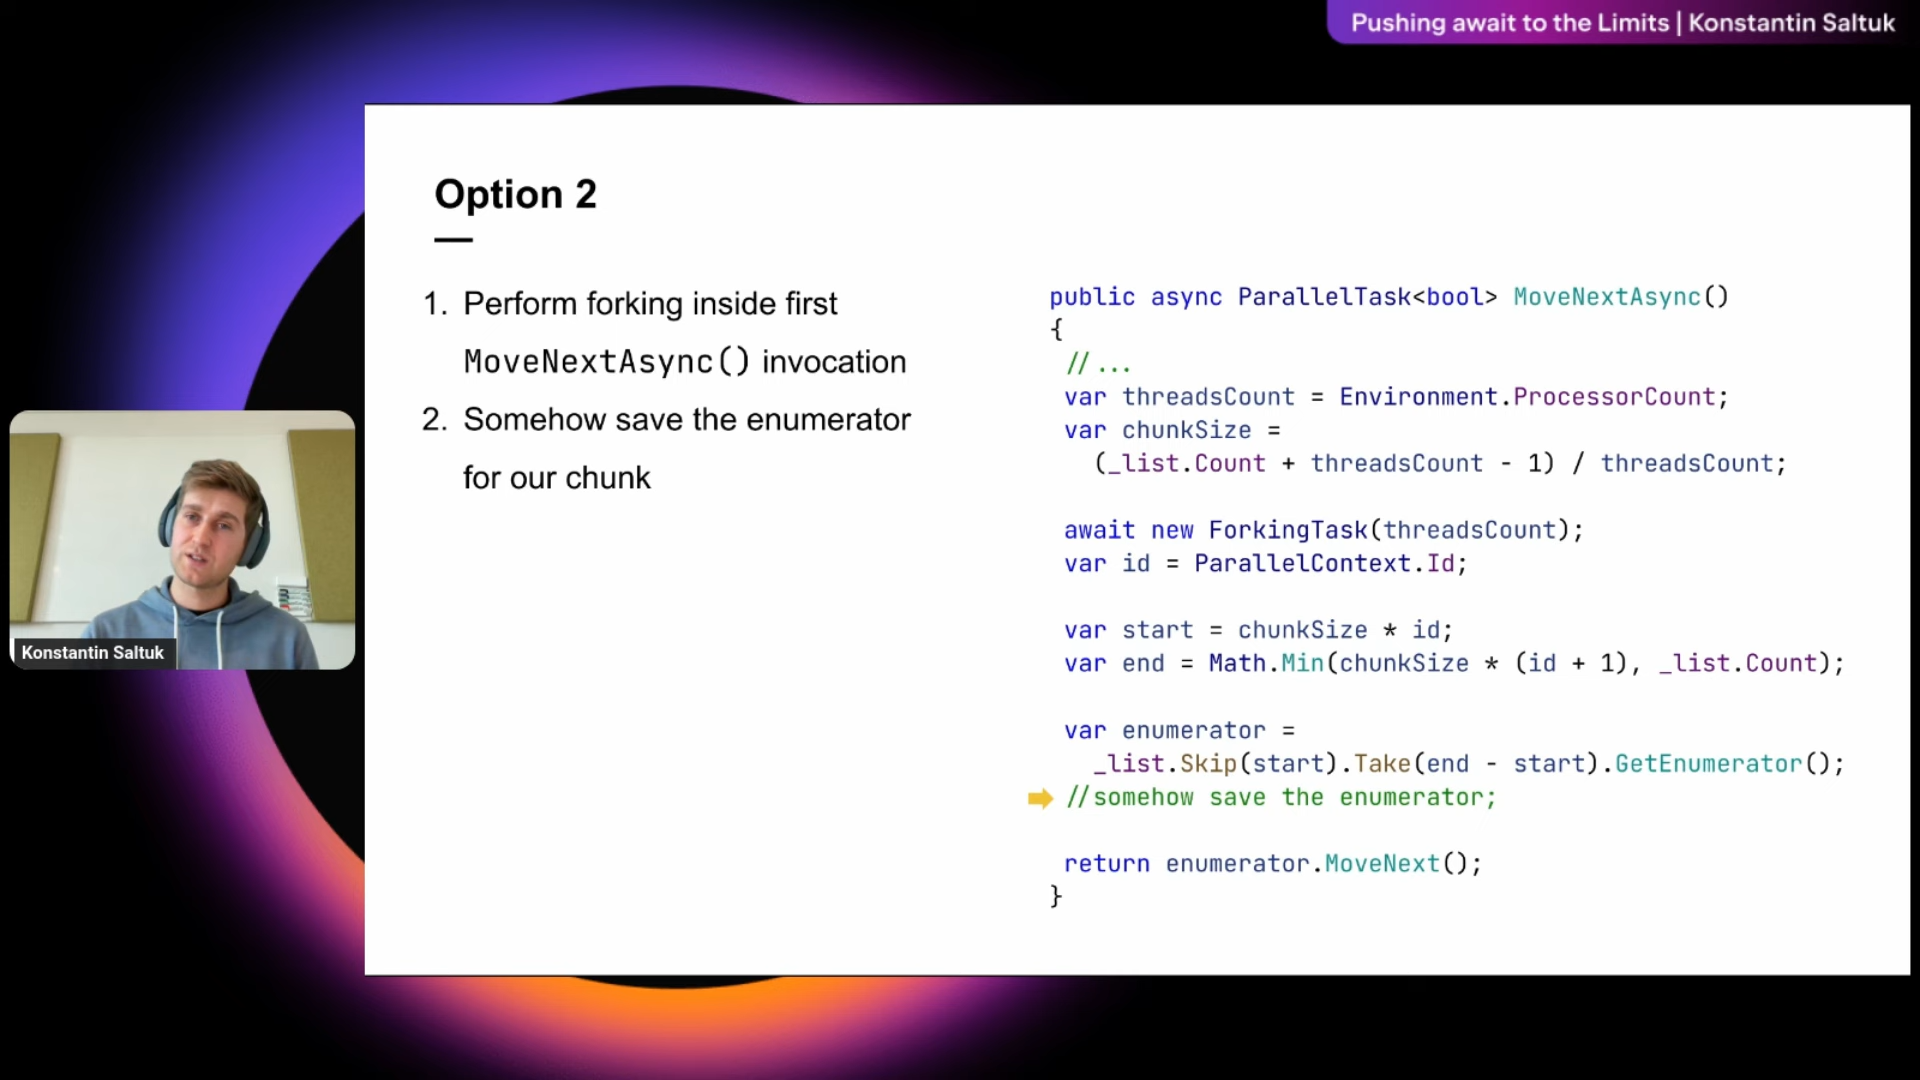 Pushing await to the Limits | Konstantin Saltuk
Option 2
1. Perform forking inside first
MoveNextAsync() invocation
2. Somehow save the enumerator
for our chunk
public async ParallelTask<bool> MoveNextAsync()
{
//...
var threadsCount = Environment.ProcessorCount;
var chunkSize =
(_list.Count + threadsCount - 1) / threadsCount;
await new ForkingTask(threadsCount);
var id = ParallelContext.Id;
var start = chunkSize * id;
var end = Math.Min(chunkSize * (id + 1), _list.Count);
var enumerator =
_list.Skip(start).Take(end - start).GetEnumerator();
//somehow save the enumerator;
return enumerator.MoveNext();
}
Konstantin Saltuk